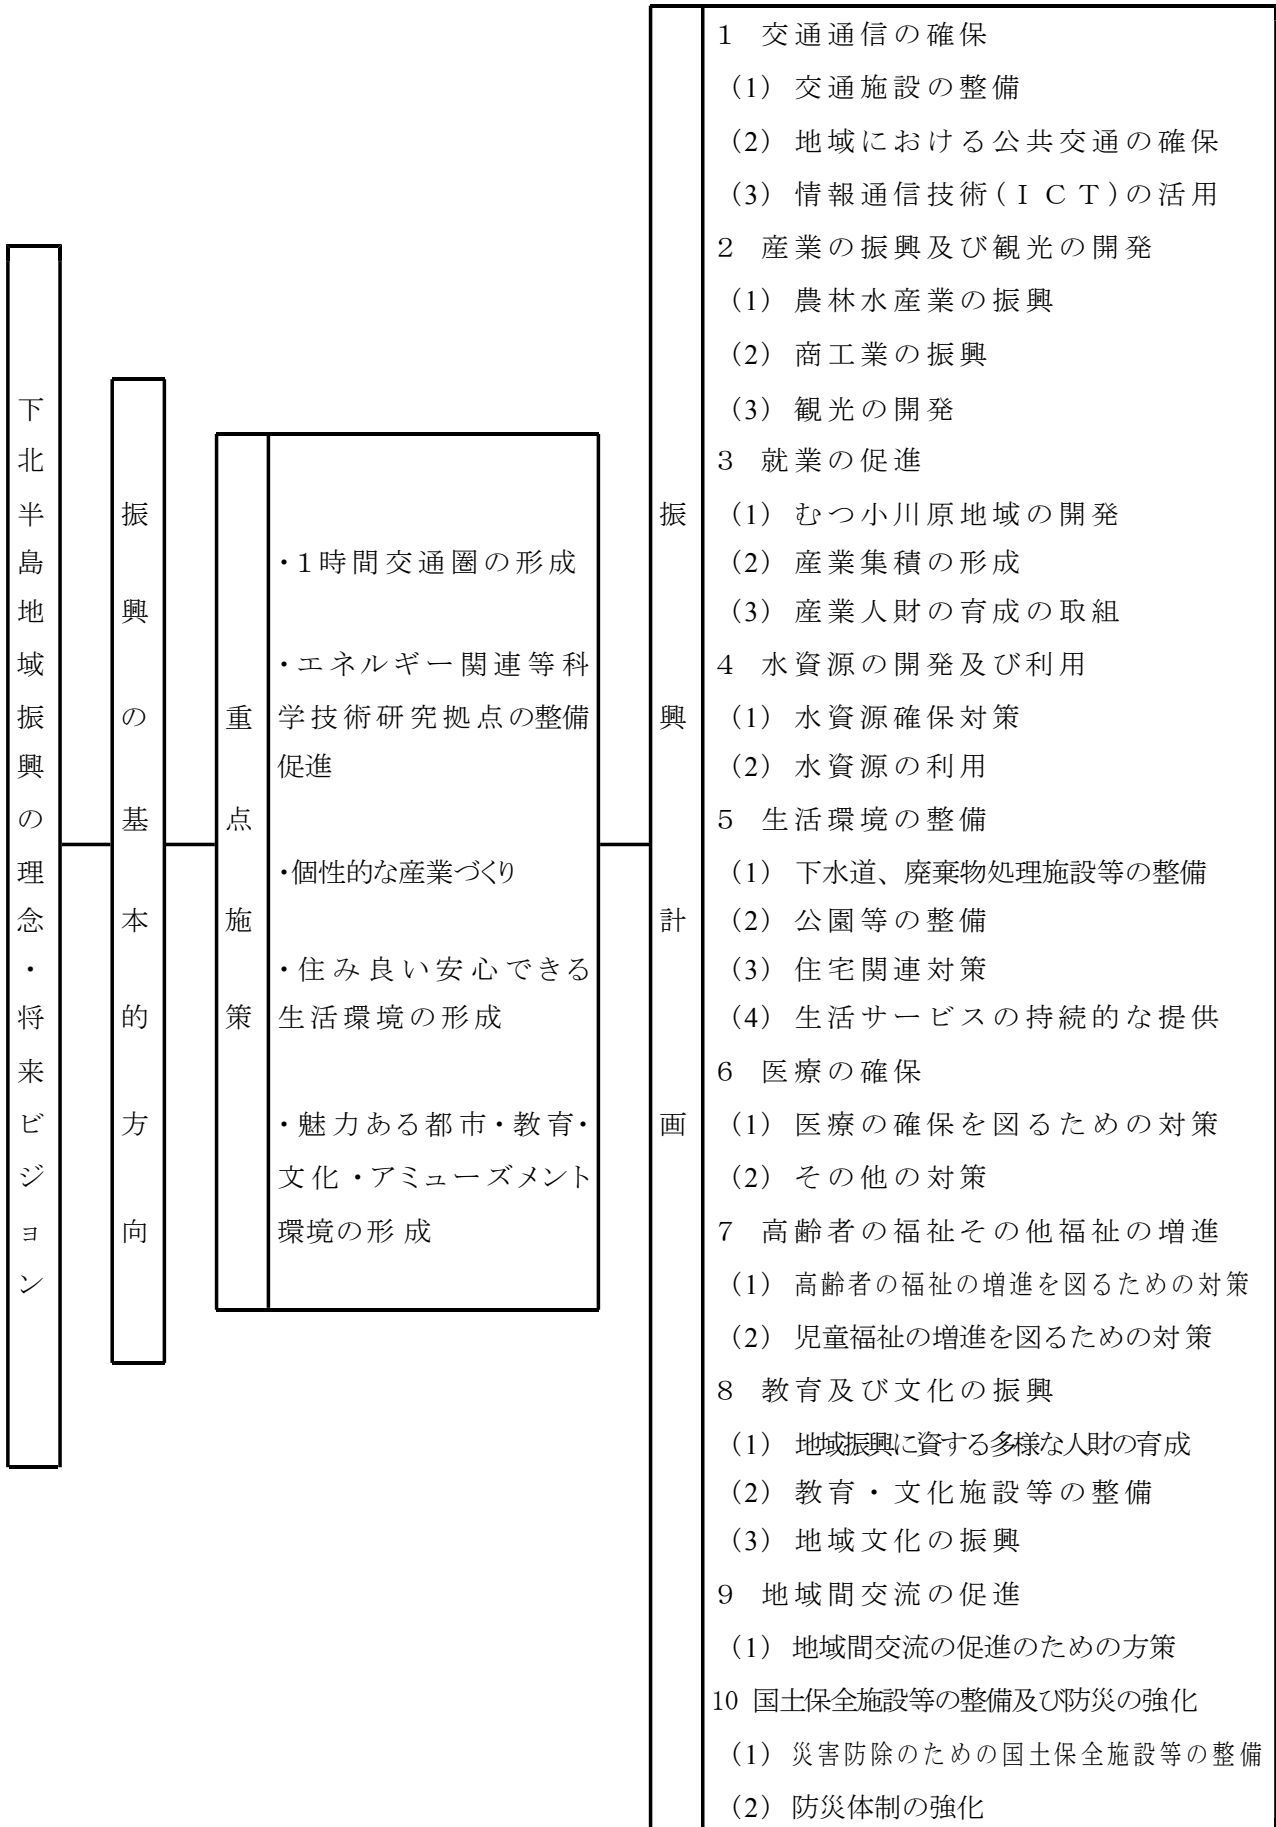 下北半島地域振興の理念・将来ビジョン
振興の基本的方向
重点施策
・1時間交通圏の形成
・エネルギー関連等科
学技術研究拠点の整備
促進
・個性的な産業づくり
・住み良い安心できる
生活環境の形成
・魅力ある都市・教育・
文化・アミューズメント
環境の形成
振興計画
1 交通通信の確保
(1) 交通施設の整備
(2) 地域における公共交通の確保
(3) 情報通信技術(ＩＣＴ)の活用
2 産業の振興及び観光の開発
(1) 農林水産業の振興
(2) 商工業の振興
(3) 観光の開発
3 就業の促進
(1) むつ小川原地域の開発
(2) 産業集積の形成
(3) 産業人財の育成の取組
4 水資源の開発及び利用
(1) 水資源確保対策
(2) 水資源の利用
5 生活環境の整備
(1) 下水道、廃棄物処理施設等の整備
(2) 公園等の整備
(3) 住宅関連対策
(4) 生活サービスの持続的な提供
6 医療の確保
(1) 医療の確保を図るための対策
(2) その他の対策
7 高齢者の福祉その他福祉の増進
(1) 高齢者の福祉の増進を図るための対策
(2) 児童福祉の増進を図るための対策
8 教育及び文化の振興
(1) 地域振興に資する多様な人財の育成
(2) 教育・文化施設等の整備
(3) 地域文化の振興
9 地域間交流の促進
(1) 地域間交流の促進のための方策
10 国土保全施設等の整備及び防災の強化
(1) 災害防除のための国土保全施設等の整備
(2) 防災体制の強化